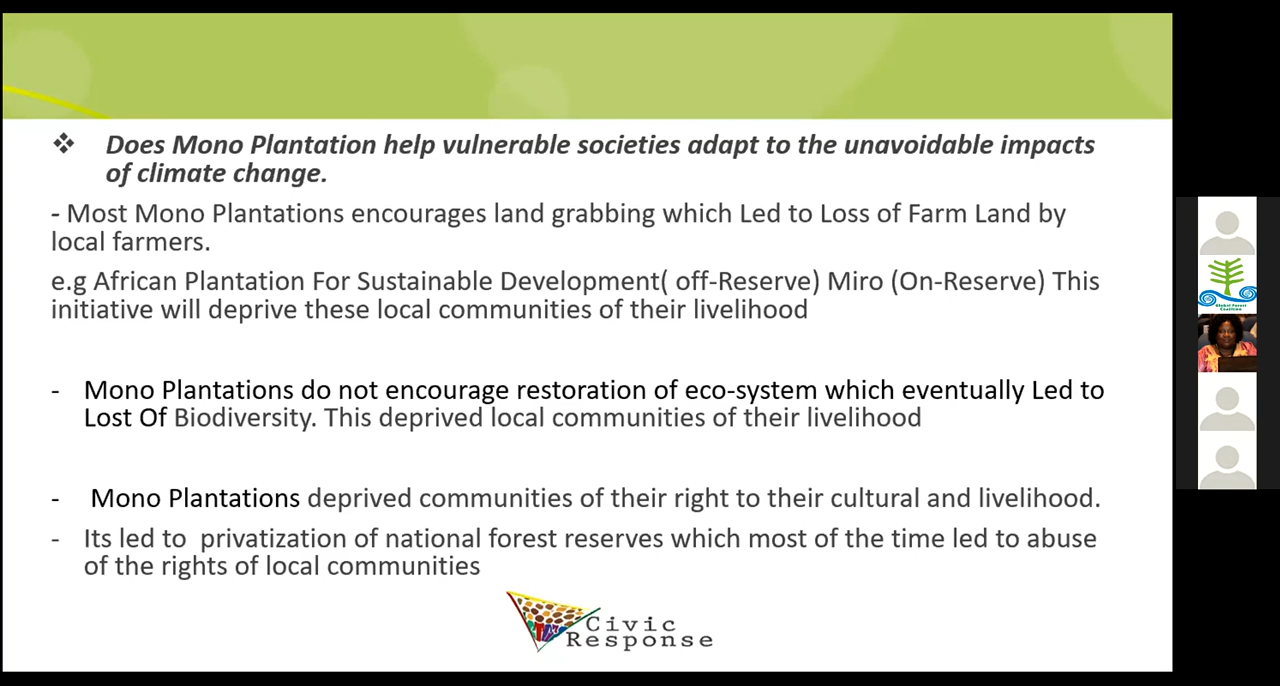 ❖ Does Mono Plantation help vulnerable societies adapt to the unavoidable impacts
of climate change.
- Most Mono Plantations encourages land grabbing which Led to Loss of Farm Land by
local farmers.
e.g African Plantation For Sustainable Development( off-Reserve) Miro (On-Reserve) This
initiative will deprive these local communities of their livelihood
- Mono Plantations do not encourage restoration of eco-system which eventually Led to
Lost Of Biodiversity. This deprived local communities of their livelihood
- Mono Plantations deprived communities of their right to their cultural and livelihood.
- Its led to privatization of national forest reserves which most of the time led to abuse
of the rights of local communities
Civic
Response
Global Forest
Coalition